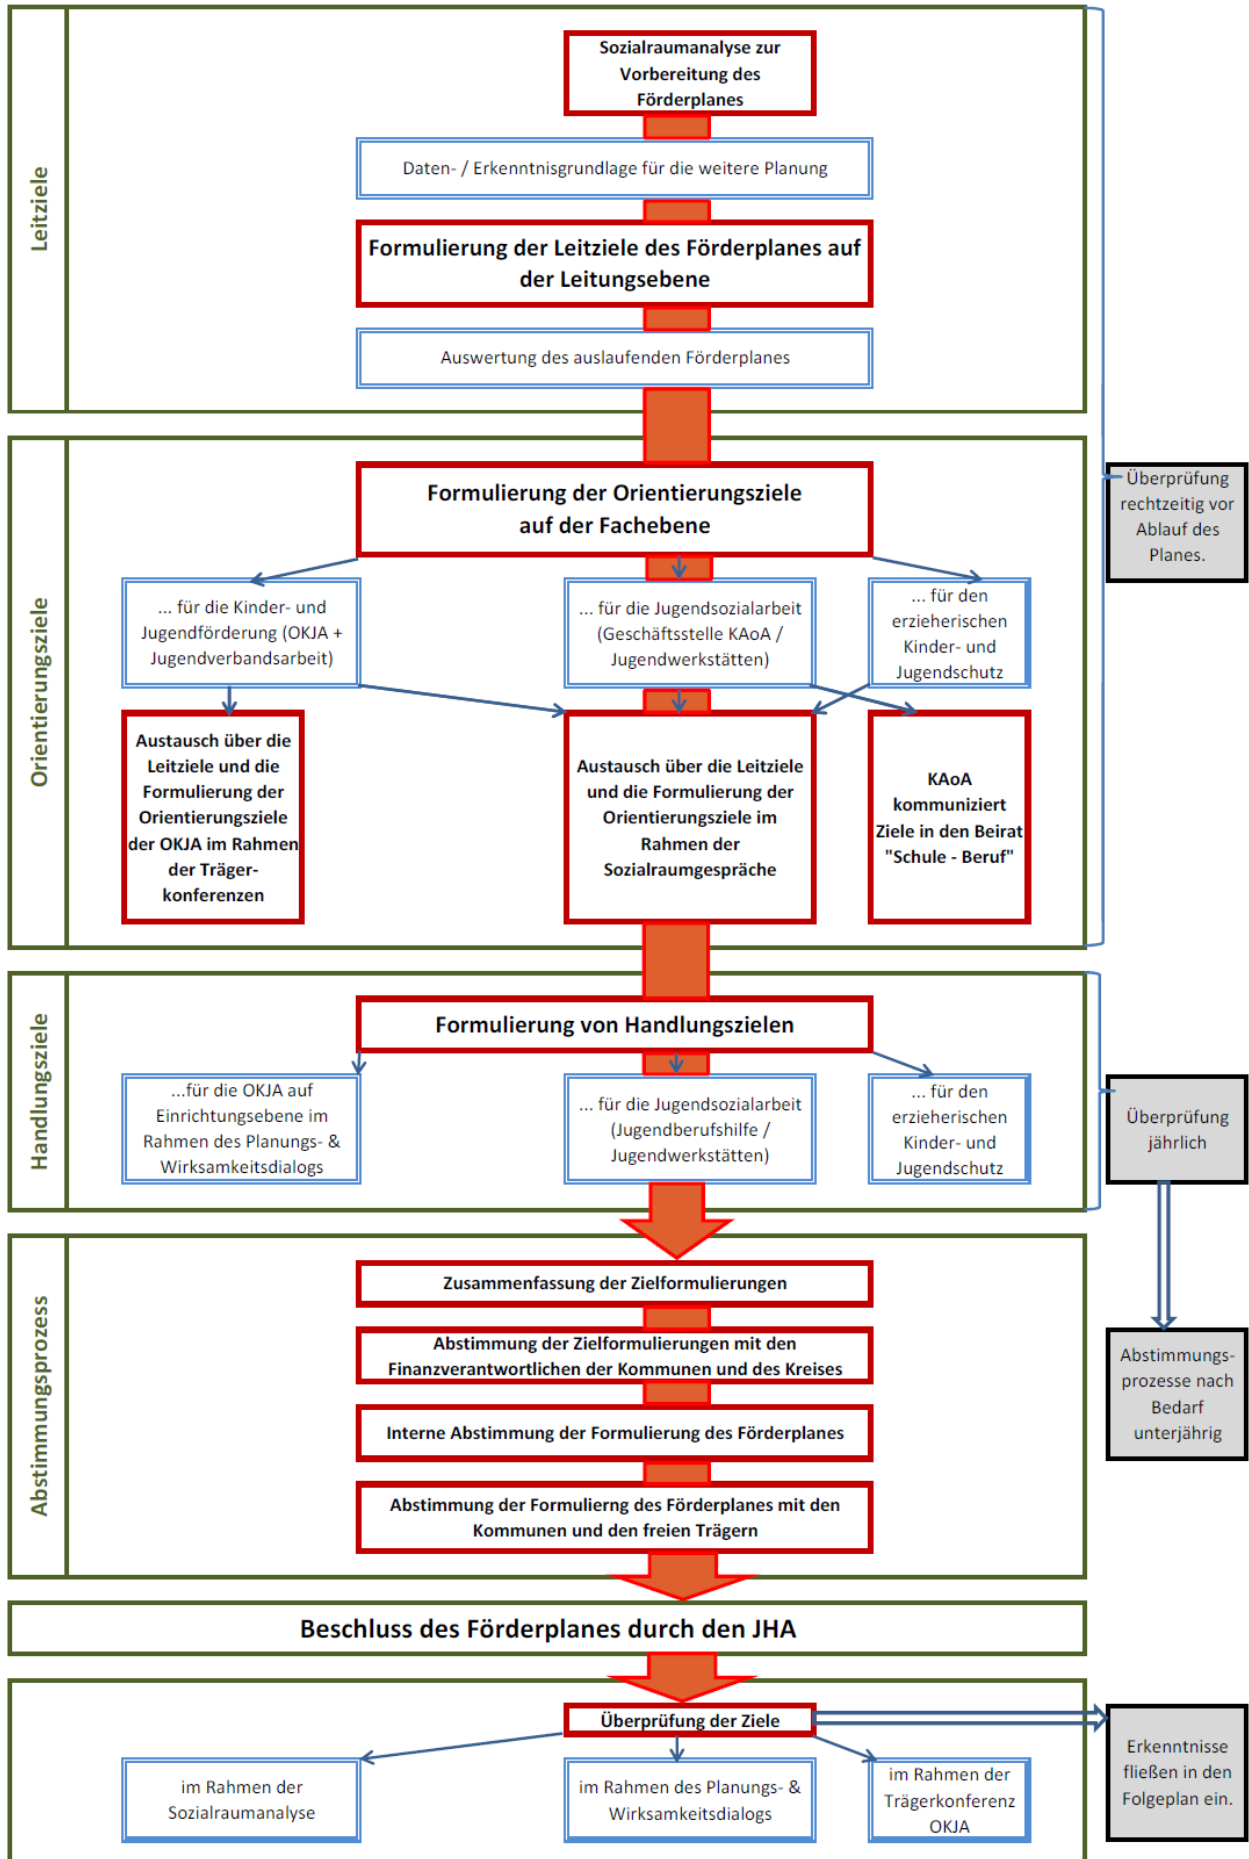 Leitziele
Sozialraumanalyse zur
Vorbereitung des
Förderplanes
Daten- / Erkenntnisgrundlage für die weitere Planung
Formulierung der Leitziele des Förderplanes auf
der Leitungsebene
Auswertung des auslaufenden Förderplanes
Orientierungsziele
Formulierung der Orientierungsziele
auf der Fachebene
... für die Kinder- und
Jugendförderung (OKJA +
Jugendverbandsarbeit)
... für die Jugendsozialarbeit
(Geschäftsstelle KAoA /
Jugendwerkstätten)
... für den
erzieherischen
Kinder- und
Jugendschutz
Austausch über die
Leitziele und die
Formulierung der
Orientierungsziele
der OKJA im Rahmen
der Träger-
konferenzen
Austausch über die Leitziele
und die Formulierung der
Orientierungsziele im
Rahmen der
Sozialraumgespräche
KAoA
kommuniziert
Ziele in den Beirat
"Schule - Beruf"
Überprüfung
rechtzeitig vor
Ablauf des
Planes.
Handlungsziele
Formulierung von Handlungszielen
...für die OKJA auf
Einrichtungsebene im
Rahmen des Planungs- &
Wirksamkeitsdialogs
... für die Jugendsozialarbeit
(Jugendberufshilfe /
Jugendwerkstätten)
... für den
erzieherischen
Kinder- und
Jugendschutz
Überprüfung
jährlich
Abstimmungsprozess
Zusammenfassung der Zielformulierungen
Abstimmung der Zielformulierungen mit den
Finanzverantwortlichen der Kommunen und des Kreises
Interne Abstimmung der Formulierung des Förderplanes
Abstimmung der Formulierng des Förderplanes mit den
Kommunen und den freien Trägern
Abstimmungs-
prozesse nach
Bedarf
unterjährig
Beschluss des Förderplanes durch den JHA
Überprüfung der Ziele
im Rahmen der
Sozialraumanalyse
im Rahmen des Planungs- &
Wirksamkeitsdialogs
im Rahmen der
Trägerkonferenz
OKJA
Erkenntnisse
fließen in den
Folgeplan ein.